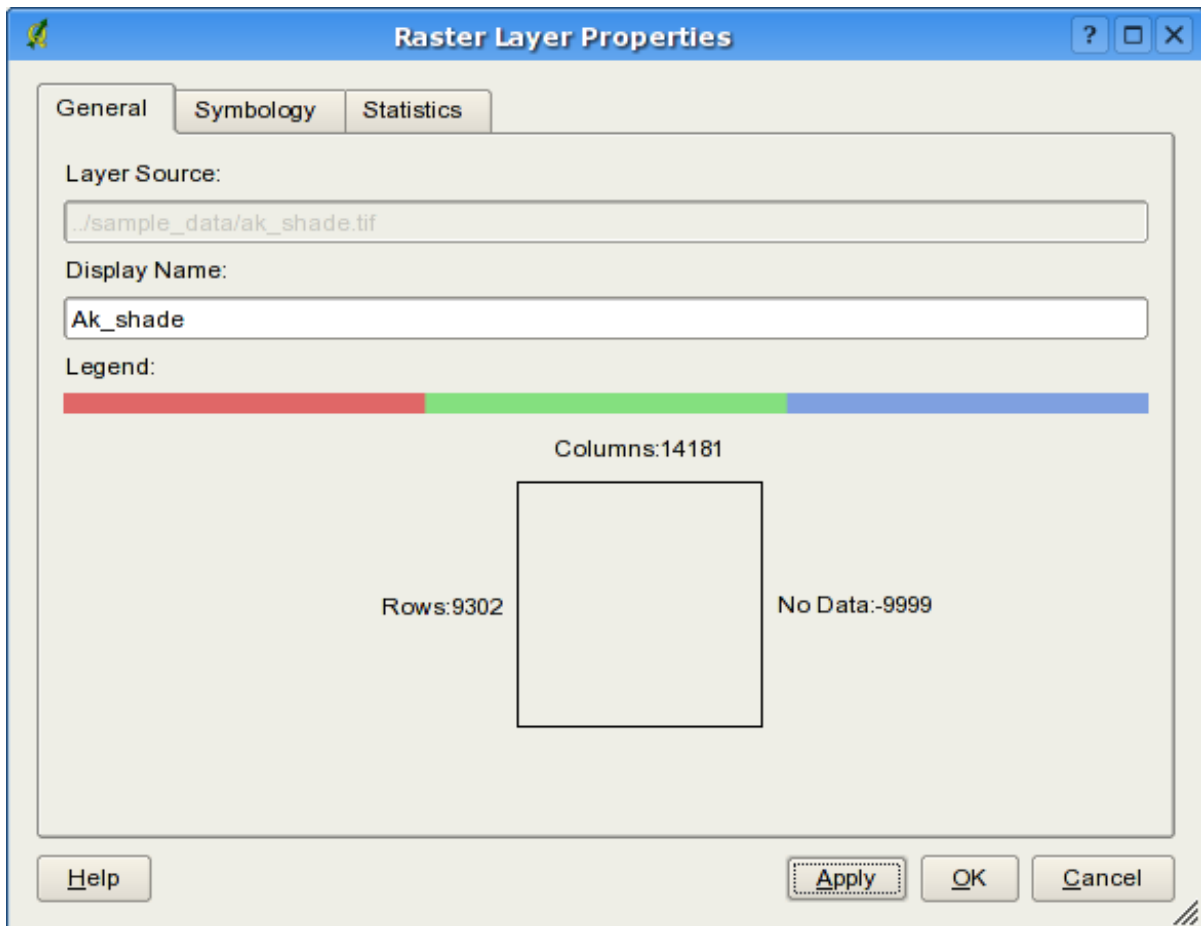 Raster Layer Properties
General Symbology Statistics
Layer Source:
../sample_data/ak_shade.tif
Display Name:
Ak_shade
Legend:
Columns:14181
Rows:9302 No Data:-9999
Help Apply OK Cancel